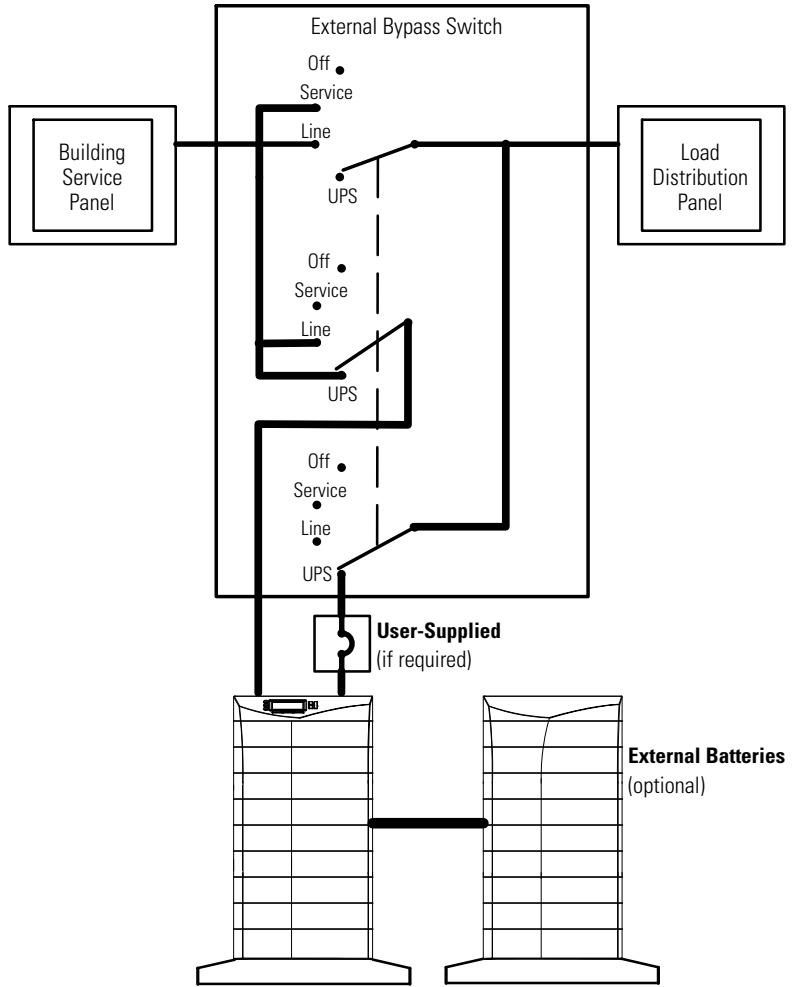 External Bypass Switch
Off
Service
Line
UPS
Building
Service
Panel
Load
Distribution
Panel
Off
Service
Line
UPS
Off
Service
Line
UPS
User-Supplied
(if required)
External Batteries
(optional)